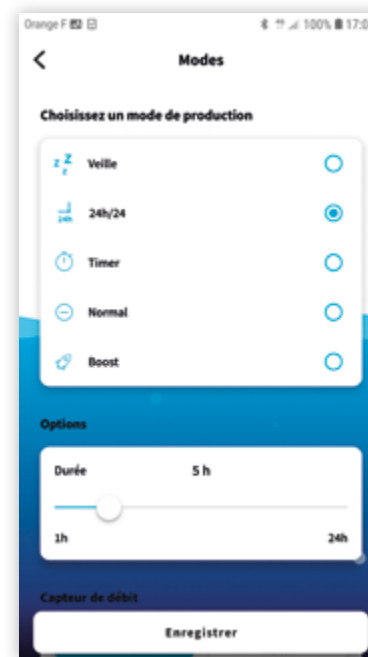 Orange F
100% 17:0
Modes
Choisissez un mode de production
z Z z Veille
24h 24h/24
Timer
Normal
Boost
Options
Durée 5 h
1h 24h
Capteur de débit
Enregistrer